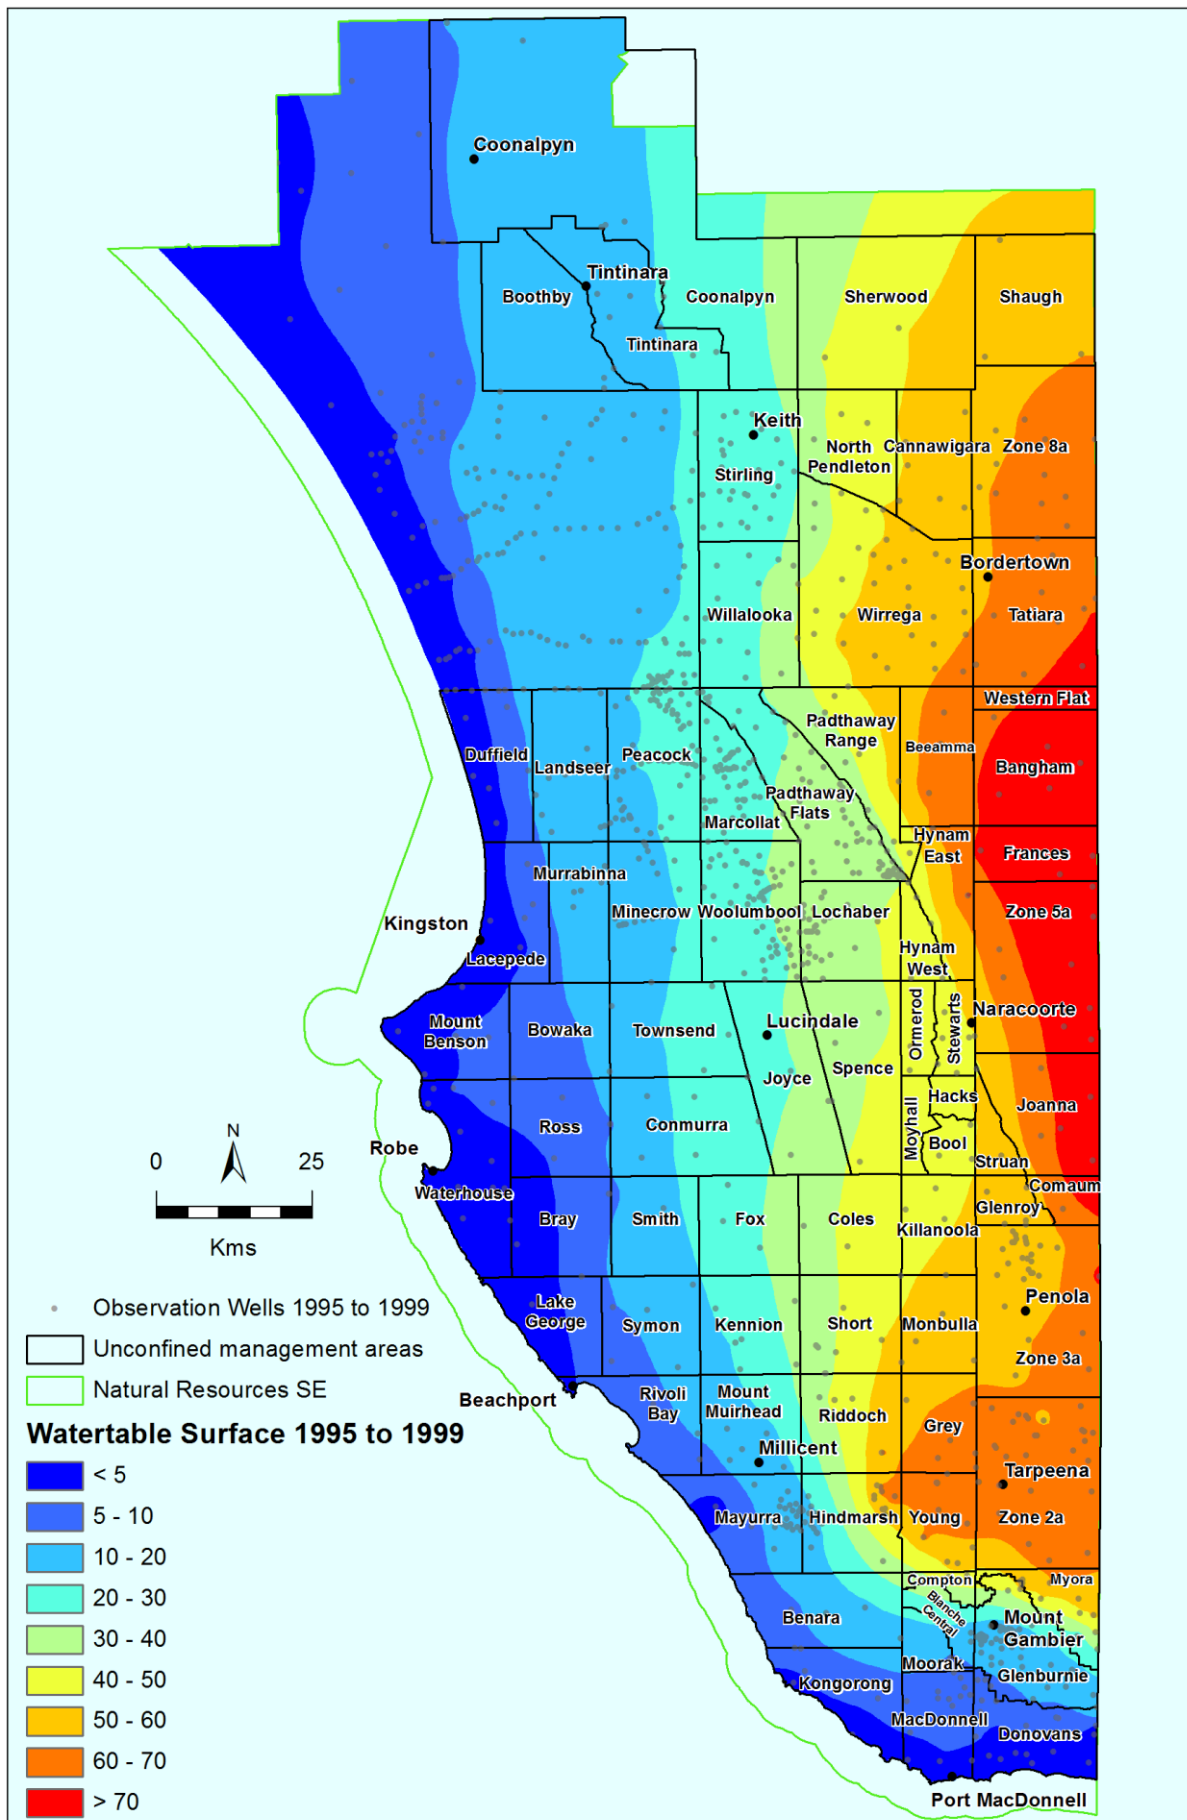 Coonalpyn
Tintinara
Boothby
Coonalpyn
Sherwood
Shaugh
Tintinara
Keith
North
Pendleton
Cannawigara
Zone 8a
Stirling
Bordertown
Willalooka
Wirrega
Tatiara
Western Flat
Padthaway
Range
Beeamma
Duffield
Landseer
Peacock
Bangham
Padthaway
Flats
Marcollat
Hynam
East
Frances
Murrabinna
Minecrow
Woolumbool
Lochaber
Zone 5a
Kingston
Lacepede
Hynam
West
Ormerod
Stewarts
Naracoorte
Mount
Benson
Bowaka
Townsend
Lucindale
Joyce
Spence
Hacks
Joanna
Moyhall
Bool
Ross
Conmurra
Robe
Struan
Waterhouse
Comaum
Glenroy
Bray
Smith
Fox
Coles
Killanoola
Penola
Lake
George
Symon
Kennion
Short
Monbulla
Zone 3a
Beachport
Rivoli
Bay
Mount
Muirhead
Riddoch
Grey
Millicent
Tarpeena
Mayurra
Hindmarsh
Young
Zone 2a
Compton
Myora
Blanche
Central
Mount
Gambier
Benara
Moorak
Glenburnie
Kongorong
MacDonnell
Donovans
Port MacDonnell
N
0 25
Kms
Observation Wells 1995 to 1999
Unconfined management areas
Natural Resources SE
Watertable Surface 1995 to 1999
< 5
5 - 10
10 - 20
20 - 30
30 - 40
40 - 50
50 - 60
60 - 70
> 70